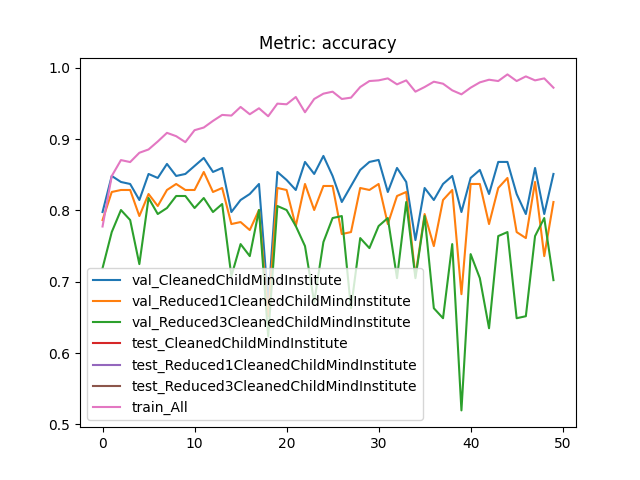 Metric: accuracy
1.0
0.9
0.8
0.7
0.6
0.5
val_CleanedChildMindInstitute
val_Reduced1CleanedChildMindInstitute
val_Reduced3CleanedChildMindInstitute
test_CleanedChildMindInstitute
test_Reduced1CleanedChildMindInstitute
test_Reduced3CleanedChildMindInstitute
train_All
0 10 20 30 40 50